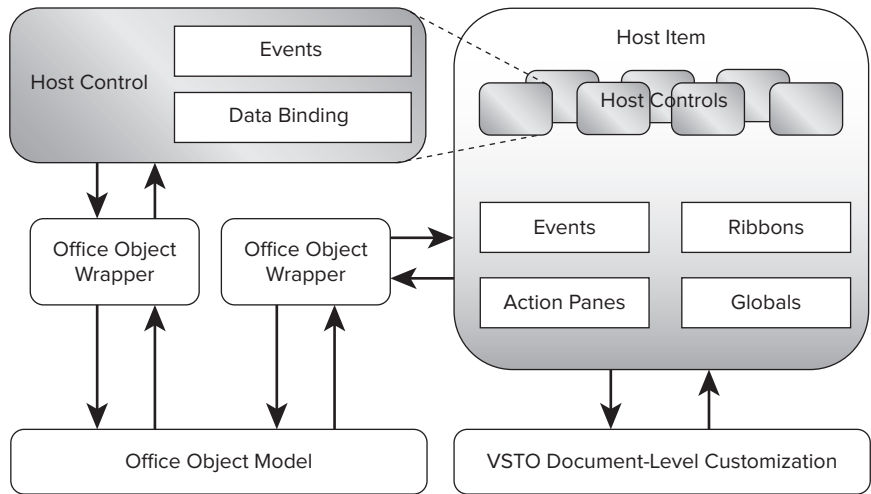 Host Control
Events
Data Binding
Host Item
Host Controls
Events
Ribbons
Action Panes
Globals
Office Object
Wrapper
Office Object
Wrapper
Office Object Model
VSTO Document-Level Customization